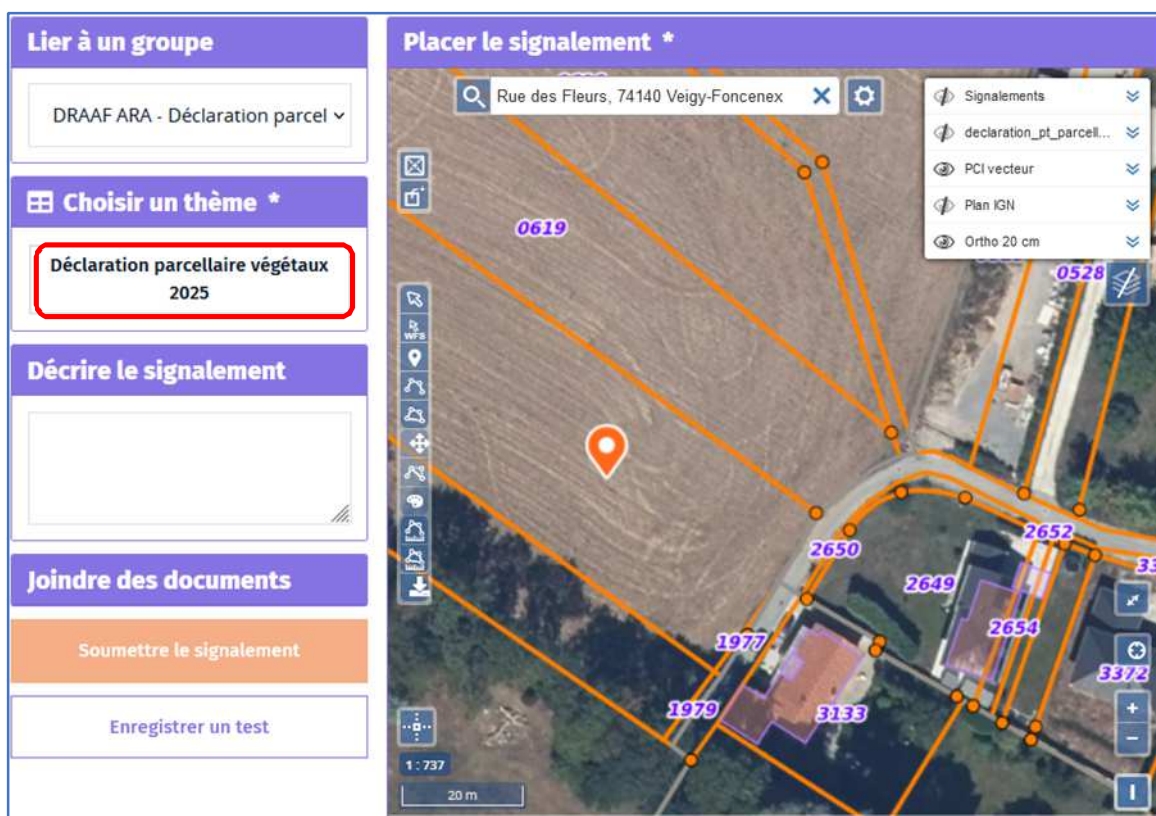 Lier à un groupe
DRAAF ARA - Déclaration parcel
Choisir un thème *
Déclaration parcellaire végétaux
2025
Décrire le signalement
Joindre des documents
Soumettre le signalement
Enregistrer un test
Placer le signalement *
Rue des Fleurs, 74140 Veigy-Foncenex
Signalements
declaration_pt_parcell...
PCI vecteur
Plan IGN
Ortho 20 cm
0619
0528
WFS
2652
2650
33
2649
2654
1977
3372
1979
3133
1 : 737
20 m